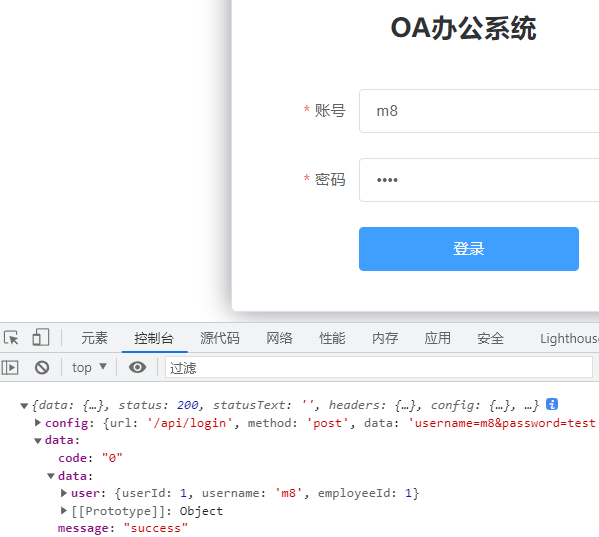 OA办公系统
* 账号 m8
* 密码 ••••
登录
元素 控制台 源代码 网络 性能 内存 应用 安全 Lighthouse
top ▼ 过滤
▼{data: {…}, status: 200, statusText: '', headers: {…}, config: {…}, …} i
▶config: {url: '/api/login', method: 'post', data: 'username=m8&password=test
▼data:
code: "0"
▼data:
▶user: {userId: 1, username: 'm8', employeeId: 1}
▶[[Prototype]]: Object
message: "success"